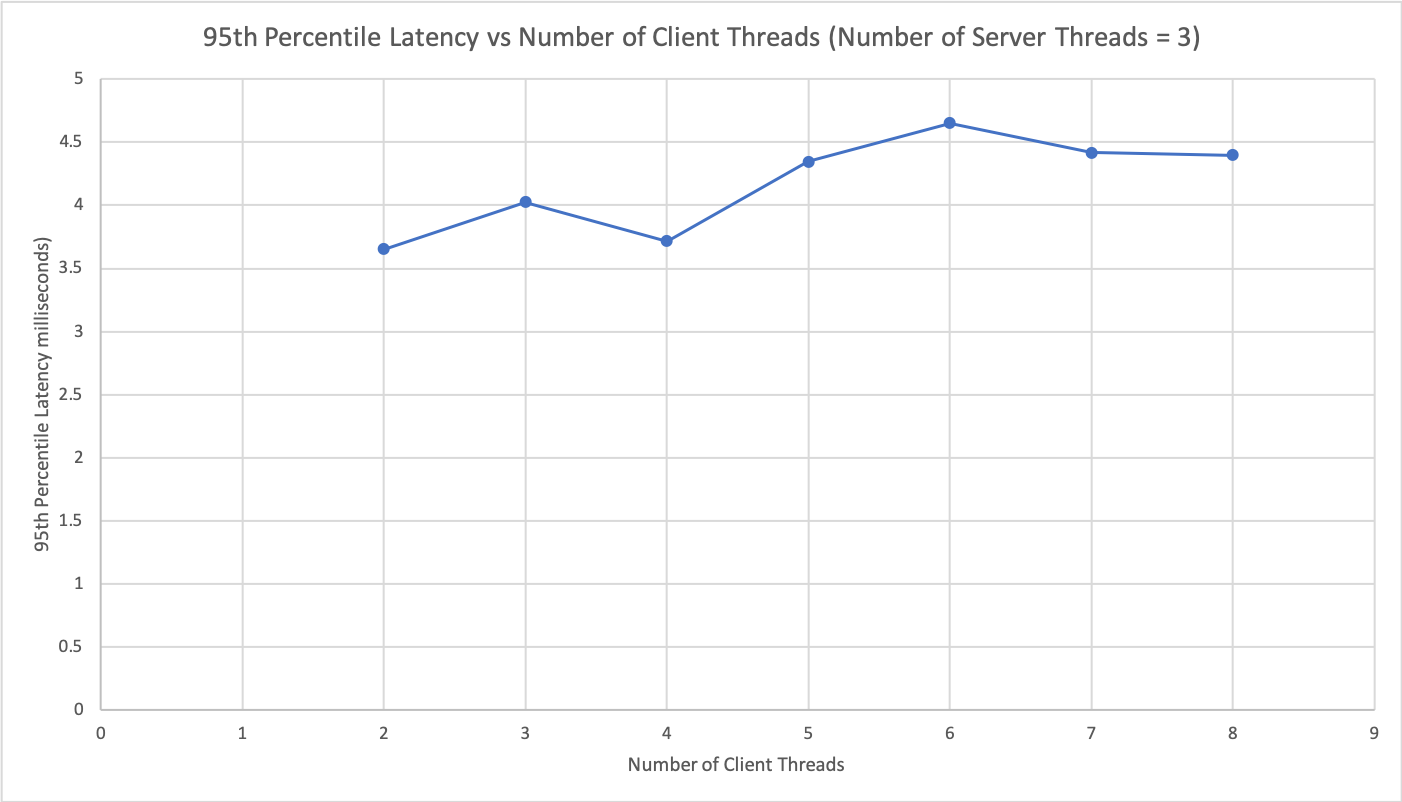 95th Percentile Latency vs Number of Client Threads (Number of Server Threads = 3)
5
4.5
4
3.5
3
2.5
2
1.5
1
0.5
0
95th Percentile Latency milliseconds)
0 1 2 3 4 5 6 7 8 9
Number of Client Threads